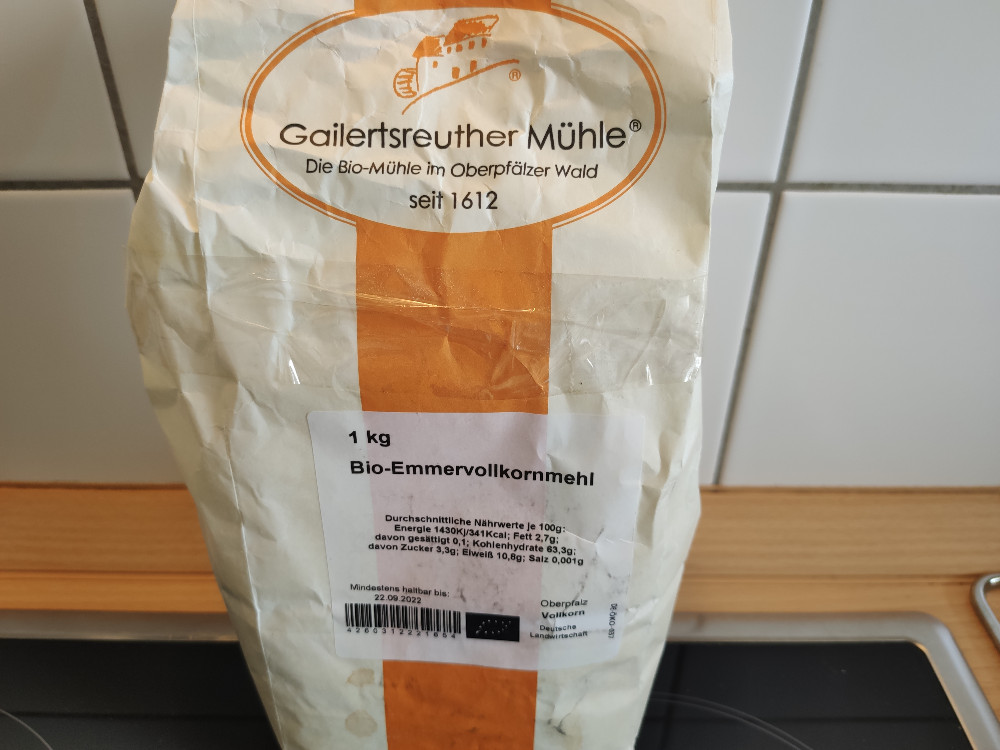 ®
Gailertsreuther Mühle®
Die Bio-Mühle im Oberpfälzer Wald
seit 1612
1 kg
Bio-Emmervollkornmehl
Durchschnittliche Nährwerte je 100g:
Energie 1430Kj/341Kcal; Fett 2,7g;
davon gesättigt 0,1; Kohlenhydrate 63,3g;
davon Zucker 3,3g; Eiweiß 10,8g; Salz 0,001g
Mindestens haltbar bis:
22.09.2022
Oberpfalz
Vollkorn
Deutsche
Landwirtschaft